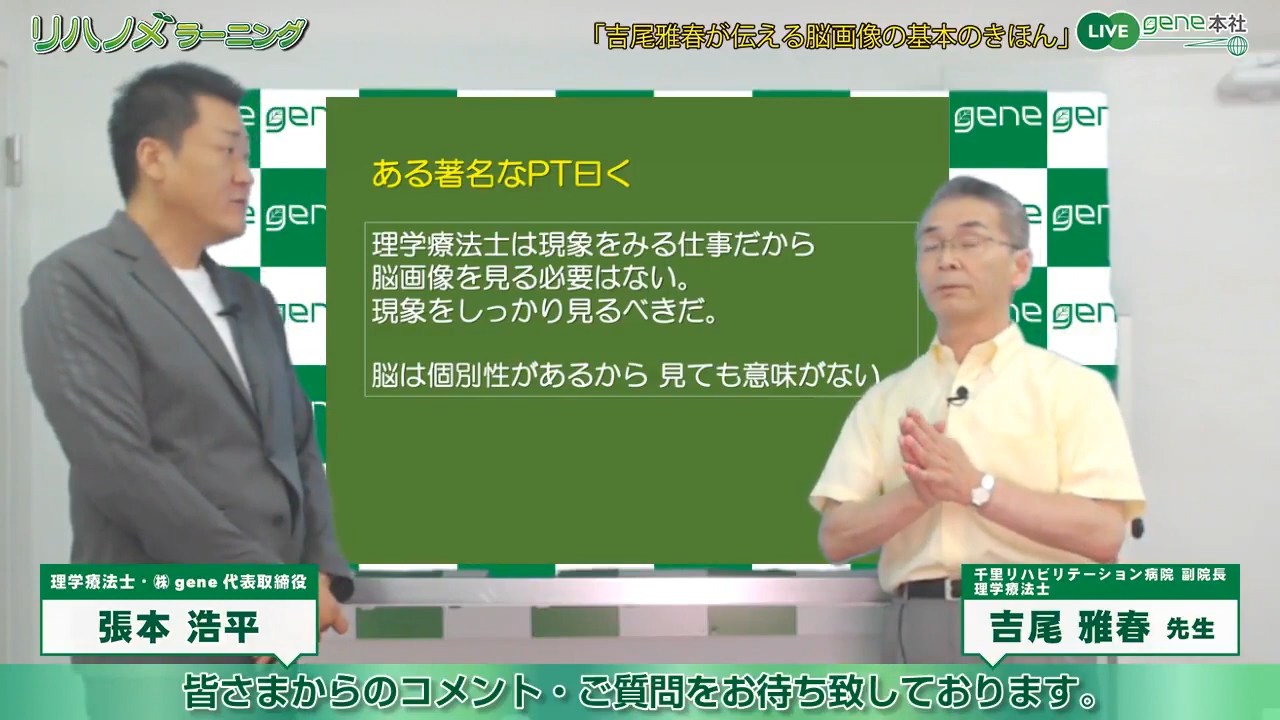 リハノメラーニング
「吉尾雅春が伝える脳画像の基本のきほん」
LIVE
gene本社
gene
gene
gene
ある著名なPT曰く
理学療法士は現象をみる仕事だから
脳画像を見る必要はない。
現象をしっかり見るべきだ。
脳は個別性があるから 見ても意味がない
理学療法士・㈱gene代表取締役
張本 浩平
千里リハビリテーション病院 副院長
理学療法士
吉尾 雅春 先生
皆さまからのコメント・ご質問をお待ち致しております。